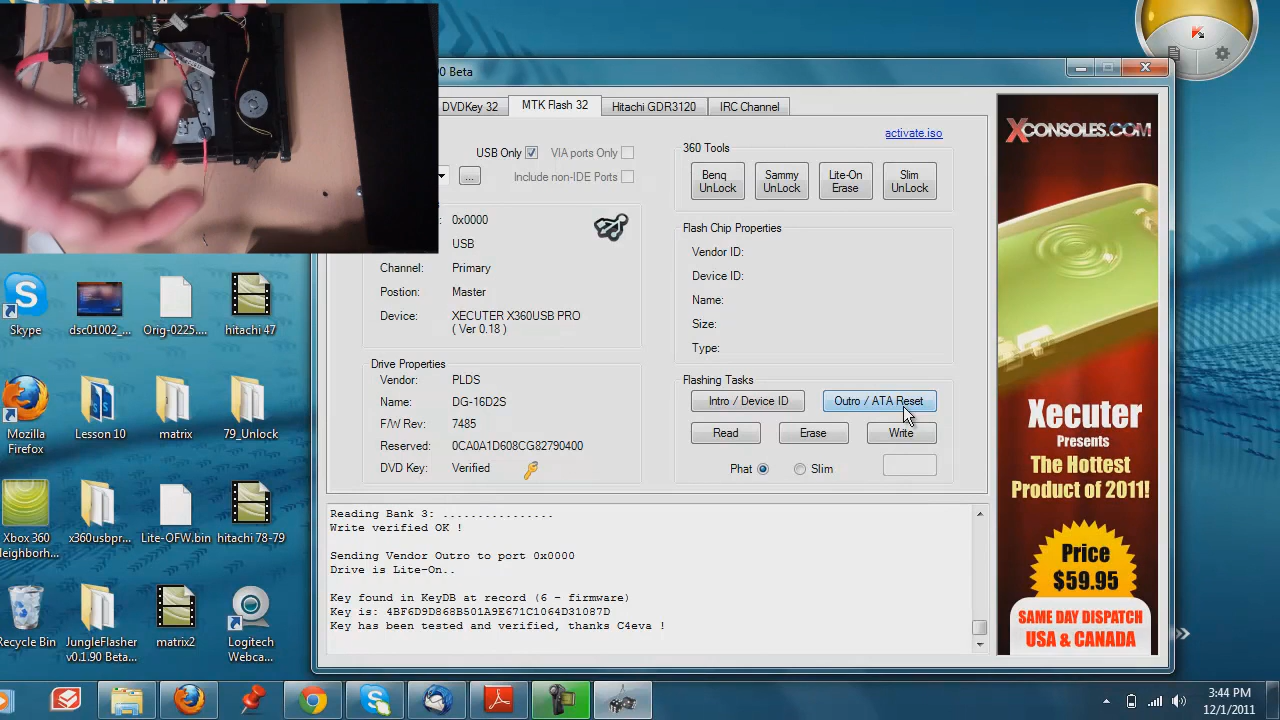 0 Beta
DVDKey 32
MTK Flash 32
Hitachi GDR3120
IRC Channel
activate.iso
USB Only
VIA ports Only
...
Include non-IDE Ports
: 0x0000
USB
Channel: Primary
Postion: Master
Device: XECUTER X360USB PRO
( Ver 0.18 )
Drive Properties
Vendor: PLDS
Name: DG-16D2S
F/W Rev: 7485
Reserved: 0CA0A1D608CG82790400
DVD Key: Verified
360 Tools
Benq
UnLock
Sammy
UnLock
Lite-On
Erase
Slim
UnLock
Flash Chip Properties
Vendor ID:
Device ID:
Name:
Size:
Type:
Flashing Tasks
Intro / Device ID
Outro / ATA Reset
Read
Erase
Write
Phat
Slim
Reading Bank 3: ...............
Write verified OK !
Sending Vendor Outro to port 0x0000
Drive is Lite-On..
Key found in KeyDB at record (6 - firmware)
Key is: 4BF6D9D868B501A9E671C1064D31087D
Key has been tested and verified, thanks C4eva !
XCONSOLES.COM
Xecuter
Presents
The Hottest
Product of 2011!
Price
$59.95
SAME DAY DISPATCH
USA & CANADA
Skype
dsc01002_...
Orig-0225....
hitachi 47
Mozilla
Firefox
Lesson 10
matrix
79_Unlock
Xbox 360
Neighborh...
x360usbpr...
Lite-OFW.bin
hitachi 78-79
Recycle Bin
JungleFlasher
v0.1.90 Beta...
matrix2
Logitech
Webca...
3:44 PM
12/1/2011